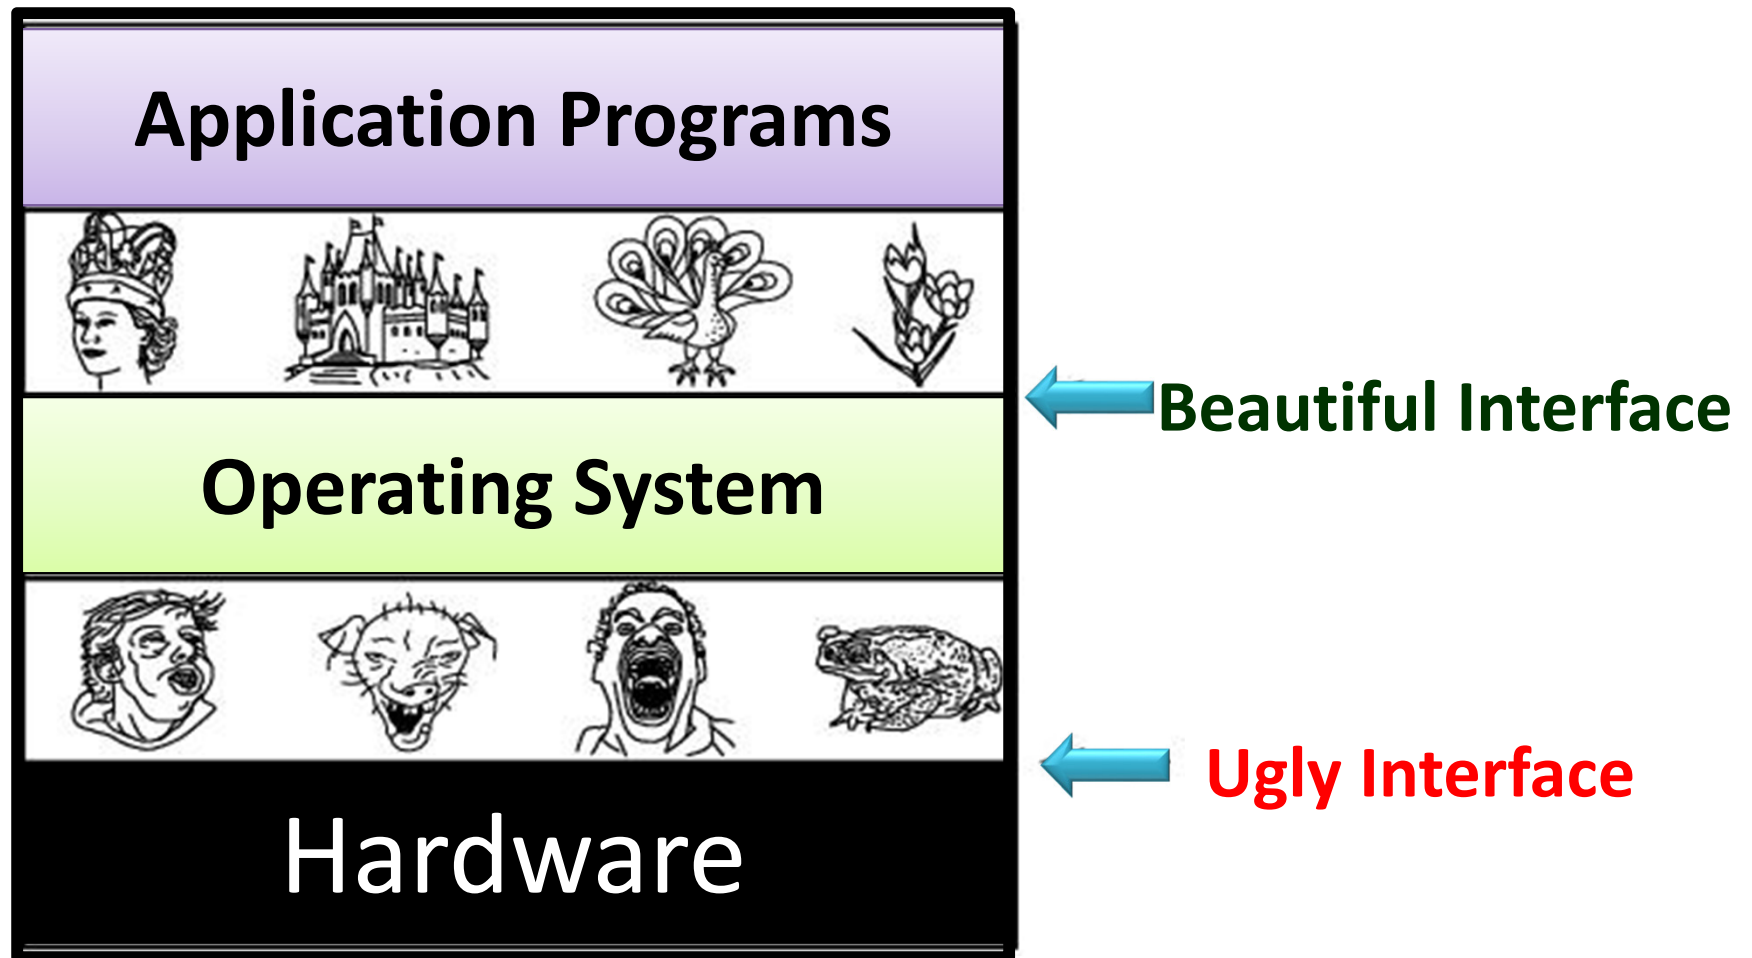 Application Programs
Beautiful Interface
Operating System
Ugly Interface
Hardware